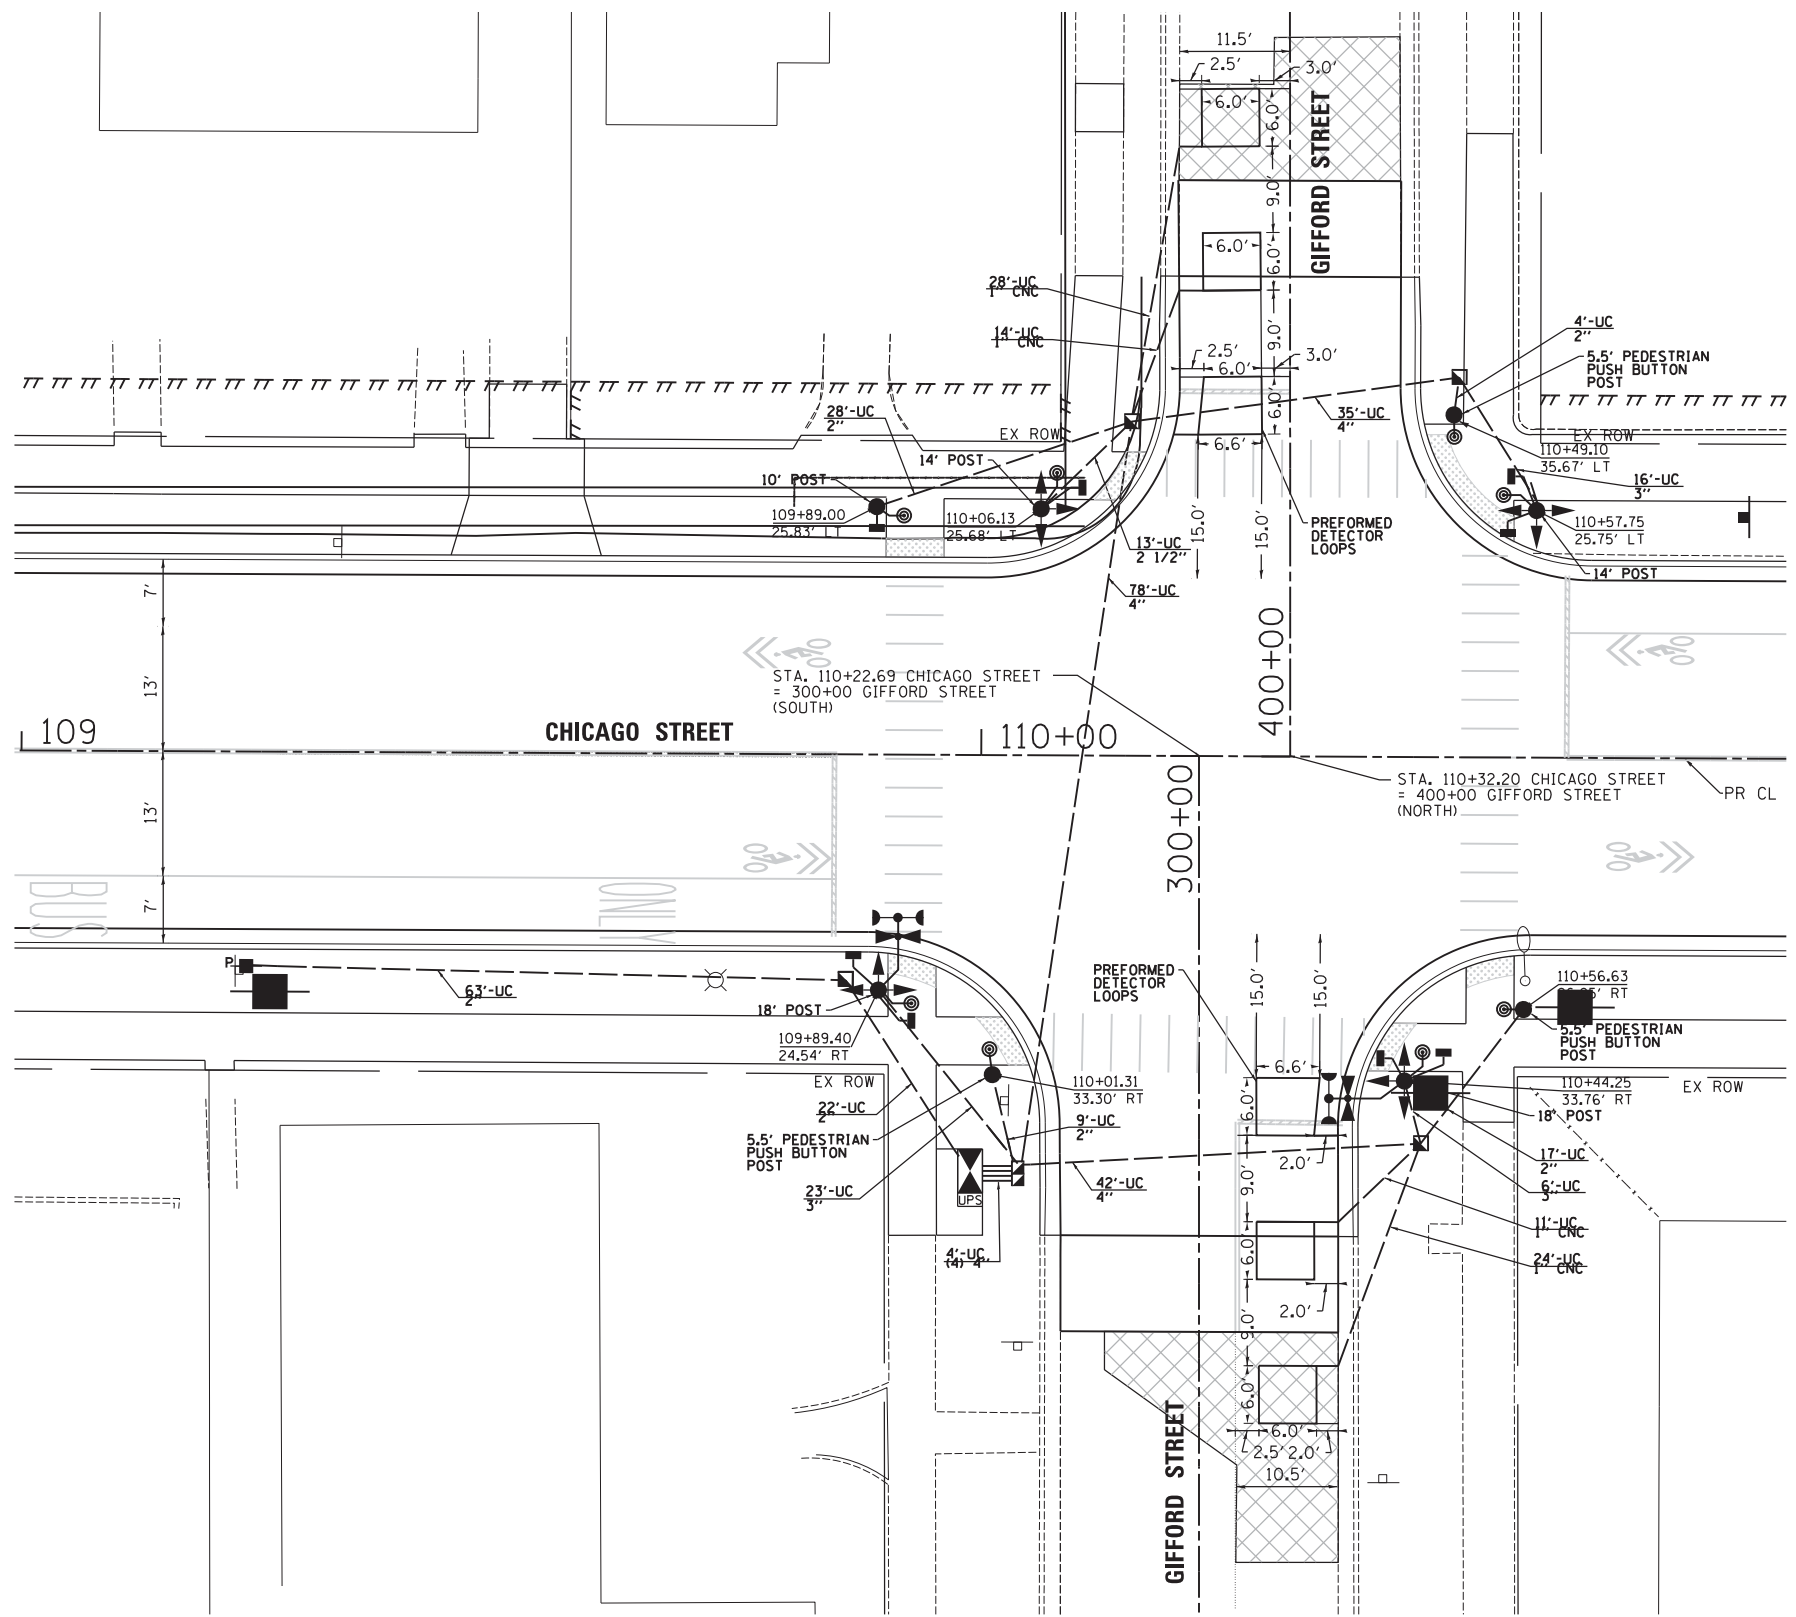 11.5'
2.5'
3.0'
6.0'
6.0'
GIFFORD STREET
9.0'
6.0'
6.0'
28'-UC
1" CNC
14'-UC
1" CNC
9.0'
2.5'
6.0'
3.0'
6.0'
4'-UC
2"
5.5' PEDESTRIAN
PUSH BUTTON
POST
28'-UC
2"
35'-UC
4"
EX ROW
6.6'
EX ROW
14' POST
110+49.10
35.67' LT
10' POST
16'-UC
3"
109+89.00
25.83' LT
110+06.13
25.68' LT
15.0'
15.0'
PREFORMED
DETECTOR
LOOPS
110+57.75
25.75' LT
13'-UC
2 1/2"
14' POST
78'-UC
4"
7'
13'
STA. 110+22.69 CHICAGO STREET
= 300+00 GIFFORD STREET
(SOUTH)
400+00
109
CHICAGO STREET
110+00
STA. 110+32.20 CHICAGO STREET
= 400+00 GIFFORD STREET
(NORTH)
PR CL
13'
300+00
7'
BUS
ONLY
P
63'-UC
2"
18' POST
PREFORMED
DETECTOR
LOOPS
15.0'
15.0'
110+56.63
RT
5.5' PEDESTRIAN
PUSH BUTTON
POST
109+89.40
24.54' RT
6.6'
EX ROW
110+01.31
33.30' RT
110+44.25
33.76' RT
EX ROW
22'-UC
2"
6.0'
18' POST
9'-UC
2"
5.5' PEDESTRIAN
PUSH BUTTON
POST
2.0'
17'-UC
2"
23'-UC
3"
UPS
42'-UC
4"
9.0'
6'-UC
3"
11'-UC
1" CNC
4'-UC
(4) 4"
6.0'
24'-UC
1" CNC
2.0'
9.0'
6.0'
6.0'
2.5'
2.0'
10.5'
GIFFORD STREET